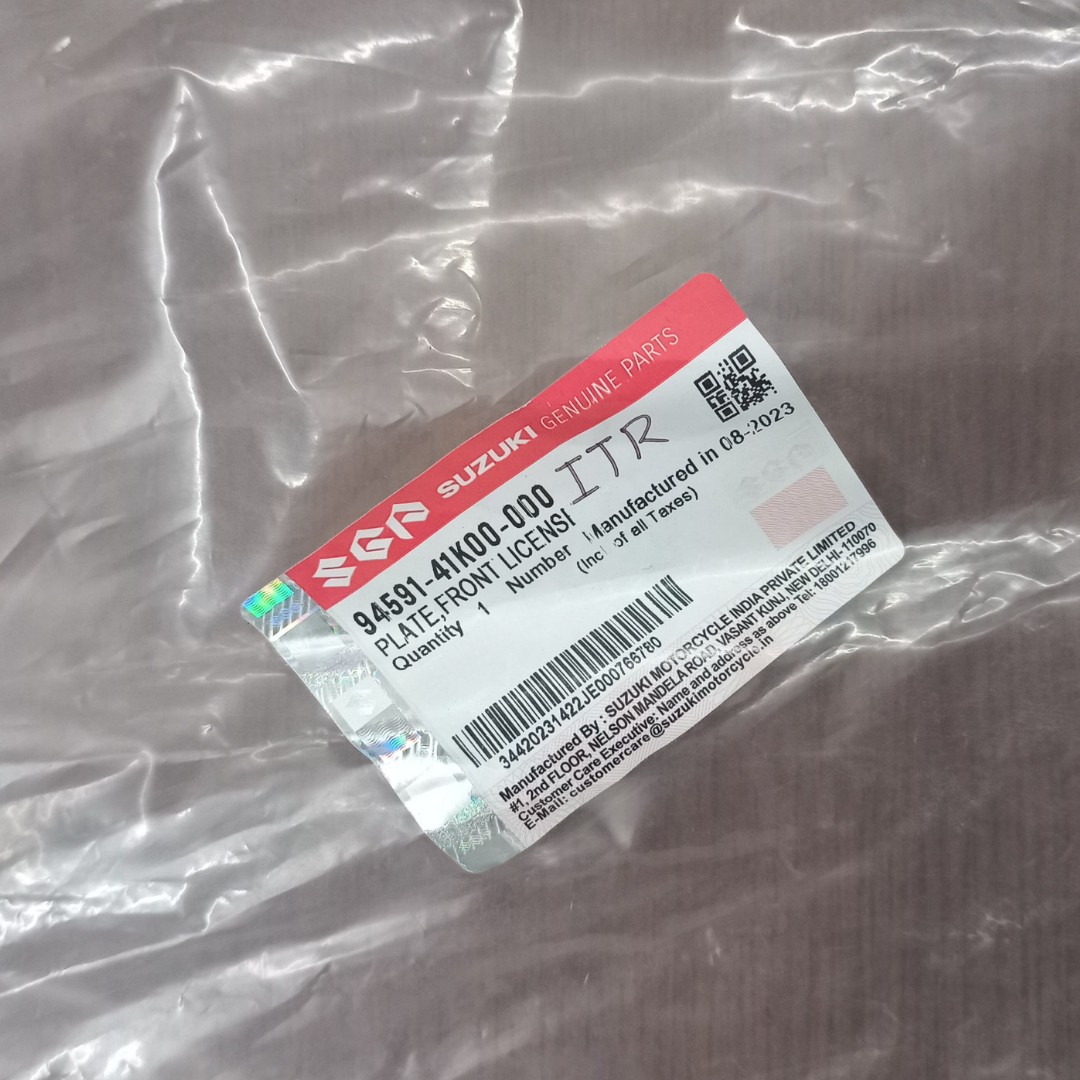 SGP SUZUKI GENUINE PARTS
94591-41K00-000 ITR
PLATE,FRONT LICENSE
Quantity 1 Number Manufactured in 08-2023
(Incl of all Taxes)
34420231422JE000766780
Manufactured By : SUZUKI MOTORCYCLE INDIA PRIVATE LIMITED
#1, 2nd FLOOR, NELSON MANDELA ROAD, VASANT KUNJ, NEW DELHI-110070
Customer Care Executive: Name and address as above Tel: 18001217996
E-Mail: customercare@suzukimotorcycle.in